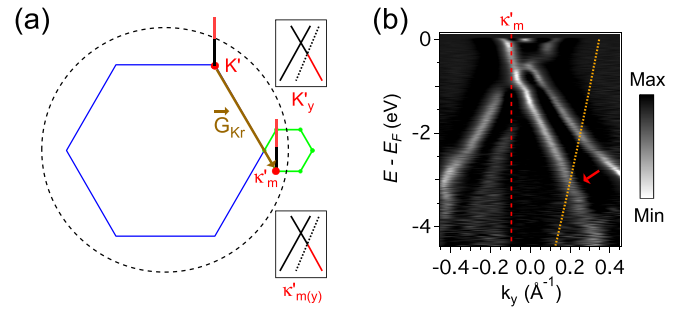 (a)
K'
K'y
G⃗Kr
κ'm
κ'm(y)
(b)
κ'm
E - EF (eV)
0
-2
-4
-0.4 -0.2 0.0 0.2 0.4
ky (Å⁻¹)
Max
Min